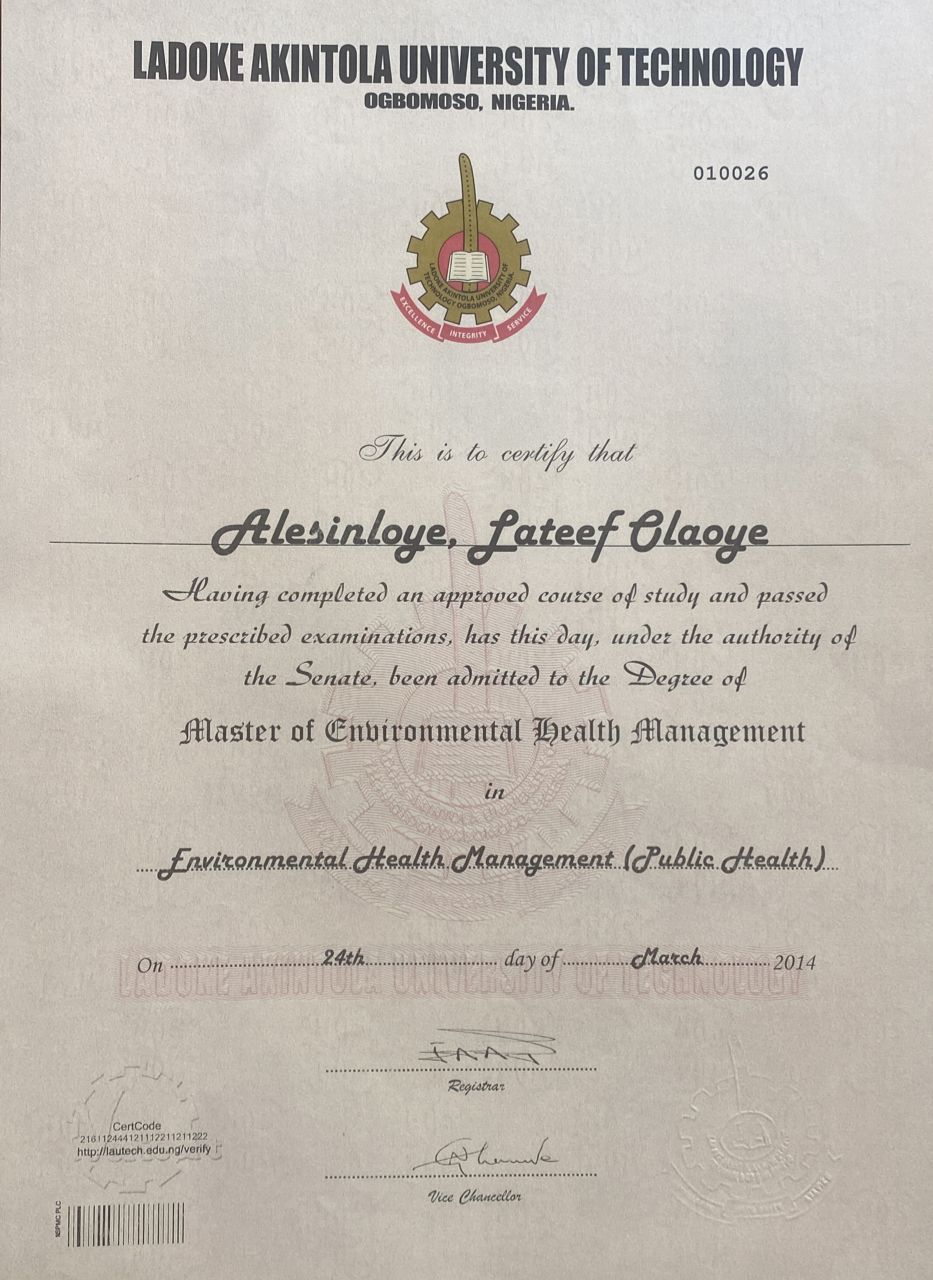 LADOKE AKINTOLA UNIVERSITY OF TECHNOLOGY
OGBOMOSO, NIGERIA.
010026
LADOKE AKINTOLA UNIVERSITY OF
TECHNOLOGY OGBOMOSO, NIGERIA.
EXCELLENCE INTEGRITY SERVICE
This is to certify that
Alesinloye, Lateef Olaoye
Having completed an approved course of study and passed
the prescribed examinations, has this day, under the authority of
the Senate, been admitted to the Degree of
Master of Environmental Health Management
in
Environmental Health Management (Public Health)
On 24th day of March 2014
LADOKE AKINTOLA UNIVERSITY OF TECHNOLOGY
Registrar
CertCode
216112444121112211211222
http://lautech.edu.ng/verify
Vice Chancellor
NSPMC PLC